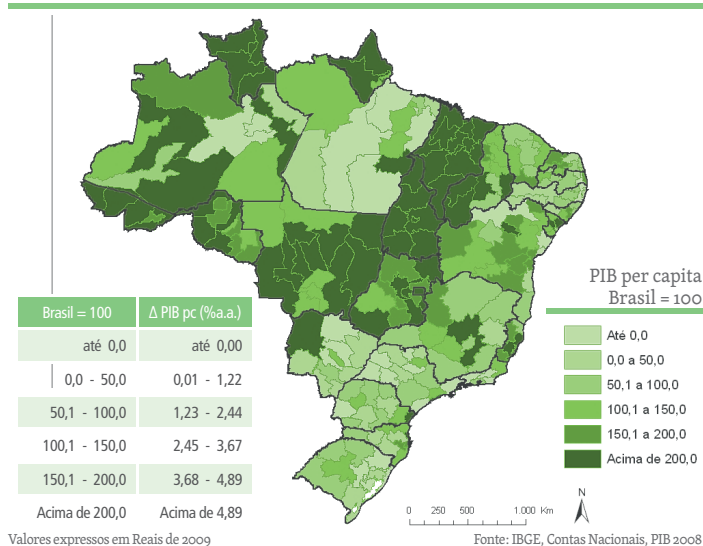 PIB per capita
Brasil = 100
Até 0,0
0,0 a 50,0
50,1 a 100,0
100,1 a 150,0
150,1 a 200,0
Acima de 200,0
Brasil = 100 Δ PIB pc (%a.a.)
até 0,0 até 0,00
0,0 - 50,0 0,01 - 1,22
50,1 - 100,0 1,23 - 2,44
100,1 - 150,0 2,45 - 3,67
150,1 - 200,0 3,68 - 4,89
Acima de 200,0 Acima de 4,89
N
0 250 500 1.000 Km
Valores expressos em Reais de 2009
Fonte: IBGE, Contas Nacionais, PIB 2008